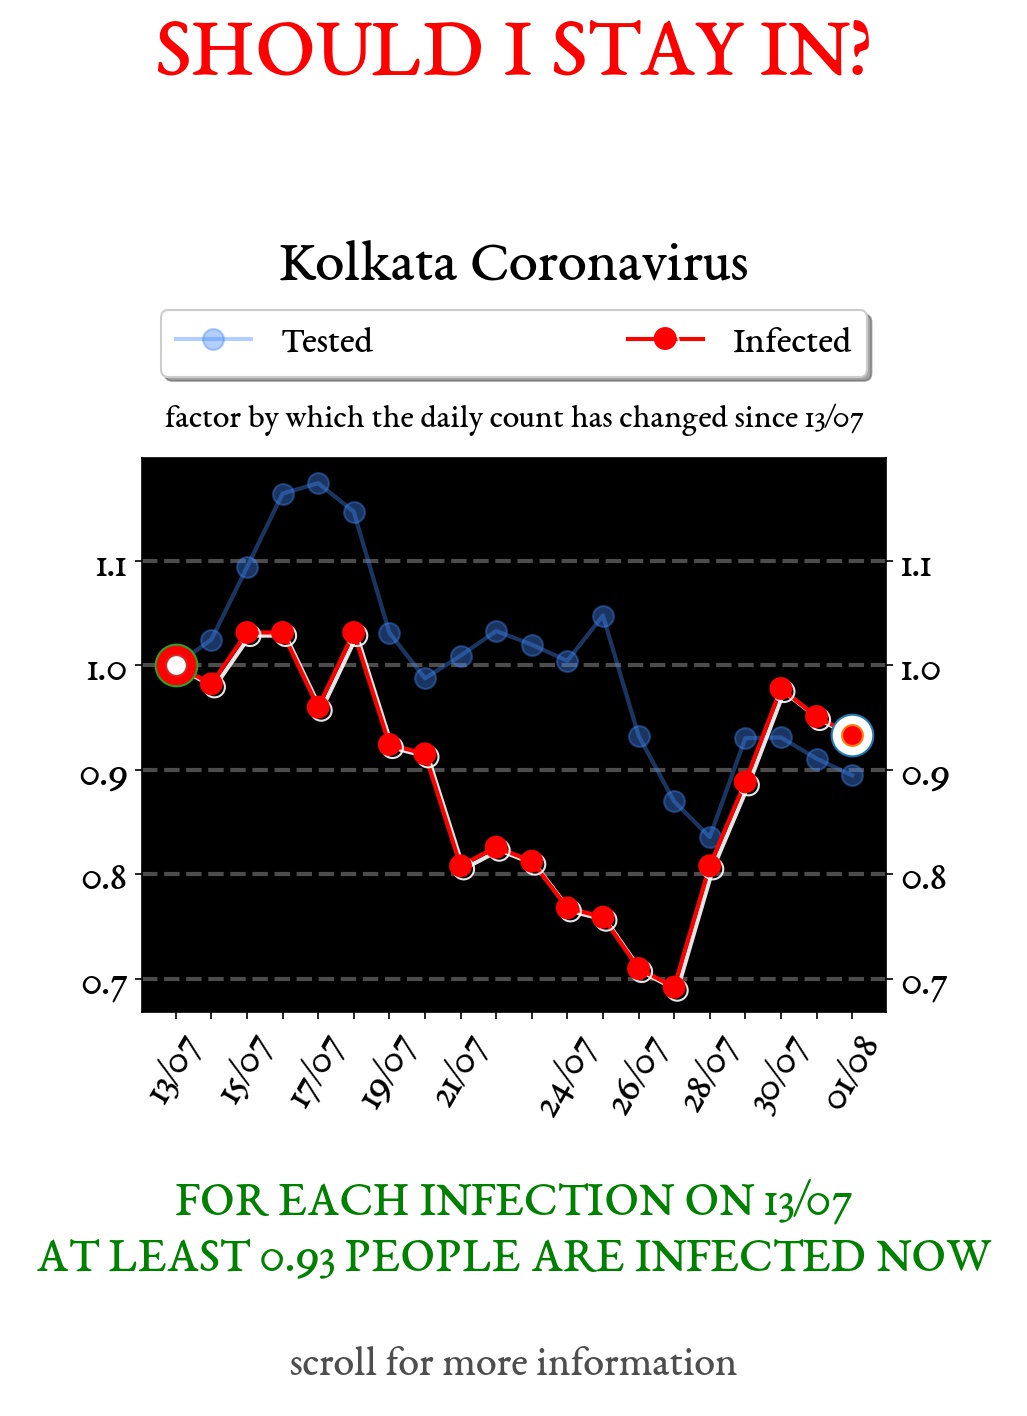 SHOULD I STAY IN?
Kolkata Coronavirus
Tested Infected
factor by which the daily count has changed since 13/07
1.1 1.1
1.0 1.0
0.9 0.9
0.8 0.8
0.7 0.7
13/07 15/07 17/07 19/07 21/07 24/07 26/07 28/07 30/07 01/08
FOR EACH INFECTION ON 13/07
AT LEAST 0.93 PEOPLE ARE INFECTED NOW
scroll for more information